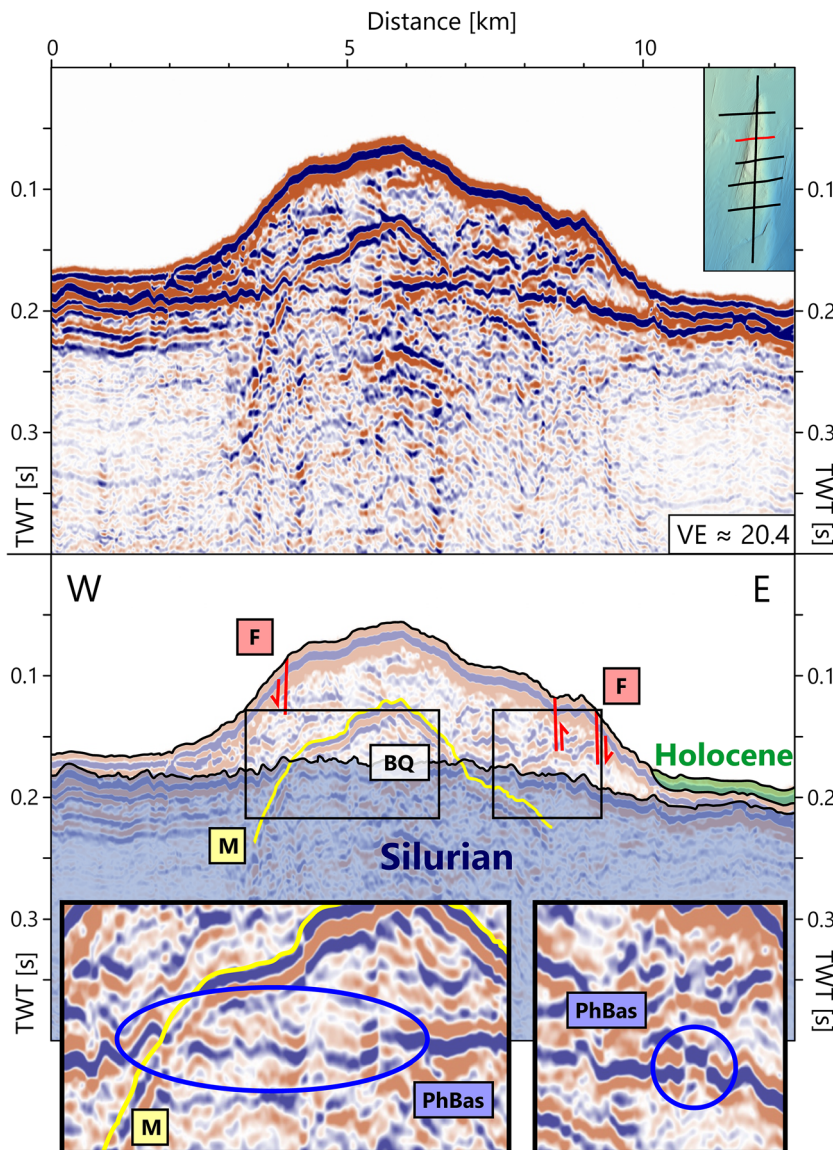 Distance [km]
0 5 10
0.1 0.1
0.2 0.2
0.3 0.3
TWT [s] TWT [s]
VE ≈ 20.4
W E
F
0.1 F 0.1
BQ Holocene
0.2 0.2
M
Silurian
0.3 0.3
TWT [s] TWT [s]
PhBas
PhBas
M